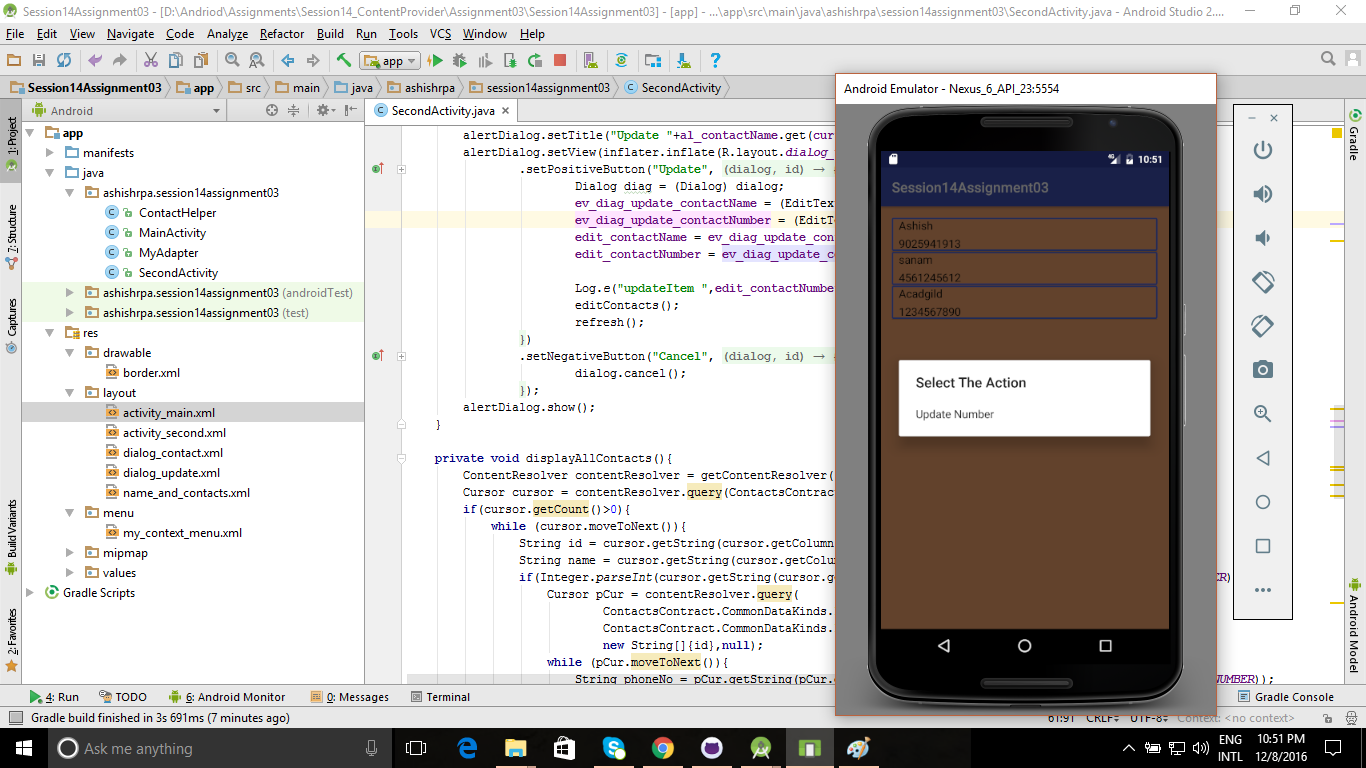 Session14Assignment03 - [D:\Andriod\Assignments\Session14_ContentProvider\Assignment03\Session14Assignment03] - [app] - ...\app\src\main\java\ashishrpa\session14assignment03\SecondActivity.java - Android Studio 2....
File Edit View Navigate Code Analyze Refactor Build Run Tools VCS Window Help
app
Session14Assignment03 app src main java ashishrpa session14assignment03 SecondActivity
Android
SecondActivity.java
1: Project
7: Structure
Captures
Build Variants
2: Favorites
app
manifests
java
ashishrpa.session14assignment03
ContactHelper
MainActivity
MyAdapter
SecondActivity
ashishrpa.session14assignment03 (androidTest)
ashishrpa.session14assignment03 (test)
res
drawable
border.xml
layout
activity_main.xml
activity_second.xml
dialog_contact.xml
dialog_update.xml
name_and_contacts.xml
menu
my_context_menu.xml
mipmap
values
Gradle Scripts
alertDialog.setTitle("Update "+al_contactName.get(cur
alertDialog.setView(inflater.inflate(R.layout.dialog_
.setPositiveButton("Update", (dialog, id) → {
Dialog diag = (Dialog) dialog;
ev_diag_update_contactName = (EditTex
ev_diag_update_contactNumber = (EditT
edit_contactName = ev_diag_update_con
edit_contactNumber = ev_diag_update_c
Log.e("updateItem ",edit_contactNumbe
editContacts();
refresh();
})
.setNegativeButton("Cancel", (dialog, id) → {
dialog.cancel();
});
alertDialog.show();
}
private void displayAllContacts(){
ContentResolver contentResolver = getContentResolver(
Cursor cursor = contentResolver.query(ContactsContrac
if(cursor.getCount()>0){
while (cursor.moveToNext()){
String id = cursor.getString(cursor.getColumn
String name = cursor.getString(cursor.getColu
if(Integer.parseInt(cursor.getString(cursor.ge
ER)
Cursor pCur = contentResolver.query(
ContactsContract.CommonDataKinds.
ContactsContract.CommonDataKinds.
new String[]{id},null);
while (pCur.moveToNext()){
String phoneNo = pCur.getString(pCur.
NUMBER));
Android Emulator - Nexus_6_API_23:5554
10:51
Session14Assignment03
Ashish
9025941913
sanam
4561245612
Acadgild
1234567890
Select The Action
Update Number
Gradle
Android Model
4: Run TODO 6: Android Monitor 0: Messages Terminal Gradle Console
Gradle build finished in 3s 691ms (7 minutes ago) 61:91 CRLF UTF-8 Context: <no context>
Ask me anything
ENG 10:51 PM
INTL 12/8/2016